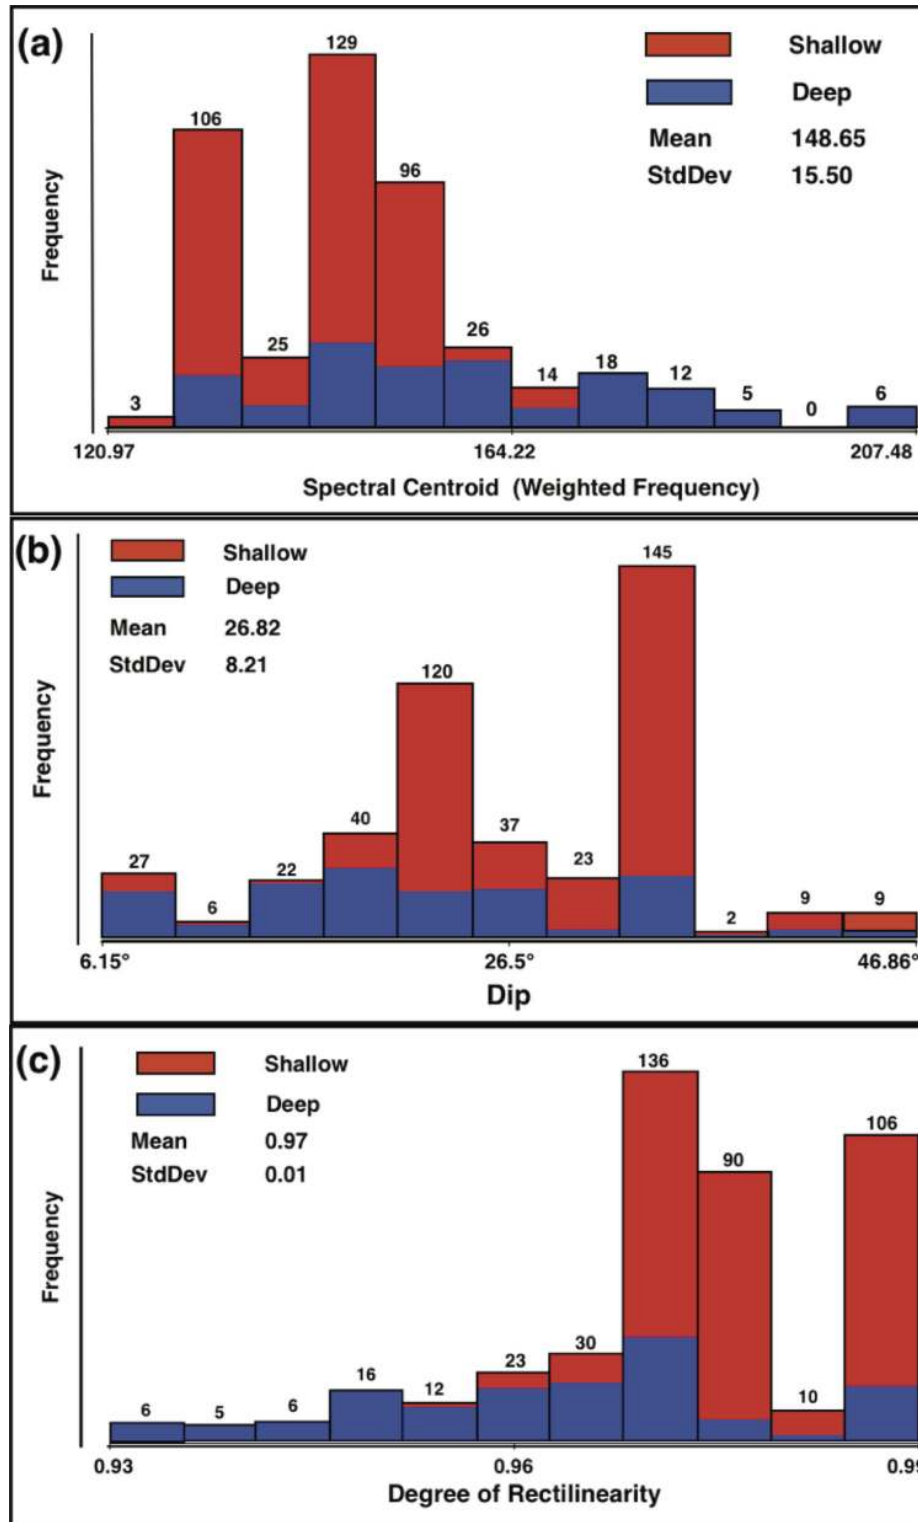 (a)
129
Shallow
106
Deep
Mean 148.65
96
StdDev 15.50
Frequency
25
26
3
14
18
12
5
0
6
120.97
164.22
207.48
Spectral Centroid (Weighted Frequency)
(b)
Shallow
Deep
Mean 26.82
StdDev 8.21
Frequency
27
6
22
40
120
37
23
145
2
9
9
6.15°
26.5°
46.86°
Dip
(c)
Shallow
Deep
Mean 0.97
StdDev 0.01
Frequency
6
5
6
16
12
23
30
136
90
10
106
0.93
0.96
0.99
Degree of Rectilinearity